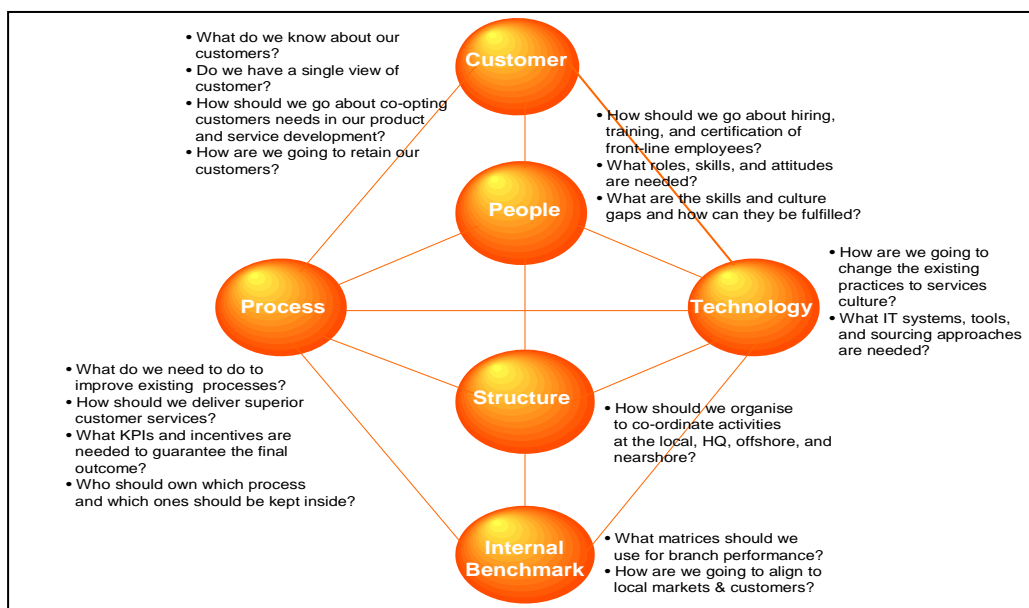 • What do we know about our
customers?
• Do we have a single view of
customer?
• How should we go about co-opting
customers needs in our product
and service development?
• How are we going to retain our
customers?
Customer
• How should we go about hiring,
training, and certification of
front-line employees?
• What roles, skills, and attitudes
are needed?
• What are the skills and culture
gaps and how can they be fulfilled?
People
• How are we going to
change the existing
practices to services
culture?
• What IT systems, tools,
and sourcing approaches
are needed?
Process
Technology
• What do we need to do to
improve existing processes?
• How should we deliver superior
customer services?
• What KPIs and incentives are
needed to guarantee the final
outcome?
• Who should own which process
and which ones should be kept inside?
Structure
• How should we organise
to co-ordinate activities
at the local, HQ, offshore, and
nearshore?
Internal
Benchmark
• What matrices should we
use for branch performance?
• How are we going to align to
local markets & customers?